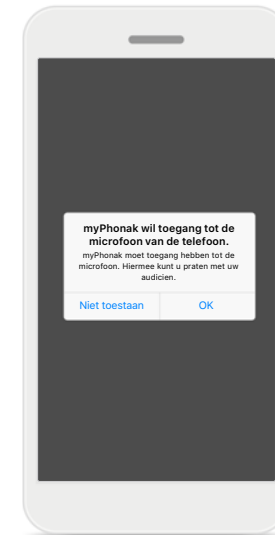 myPhonak wil toegang tot de
microfoon van de telefoon.
myPhonak moet toegang hebben tot de
microfoon. Hiermee kunt u praten met uw
audicien.
Niet toestaan OK